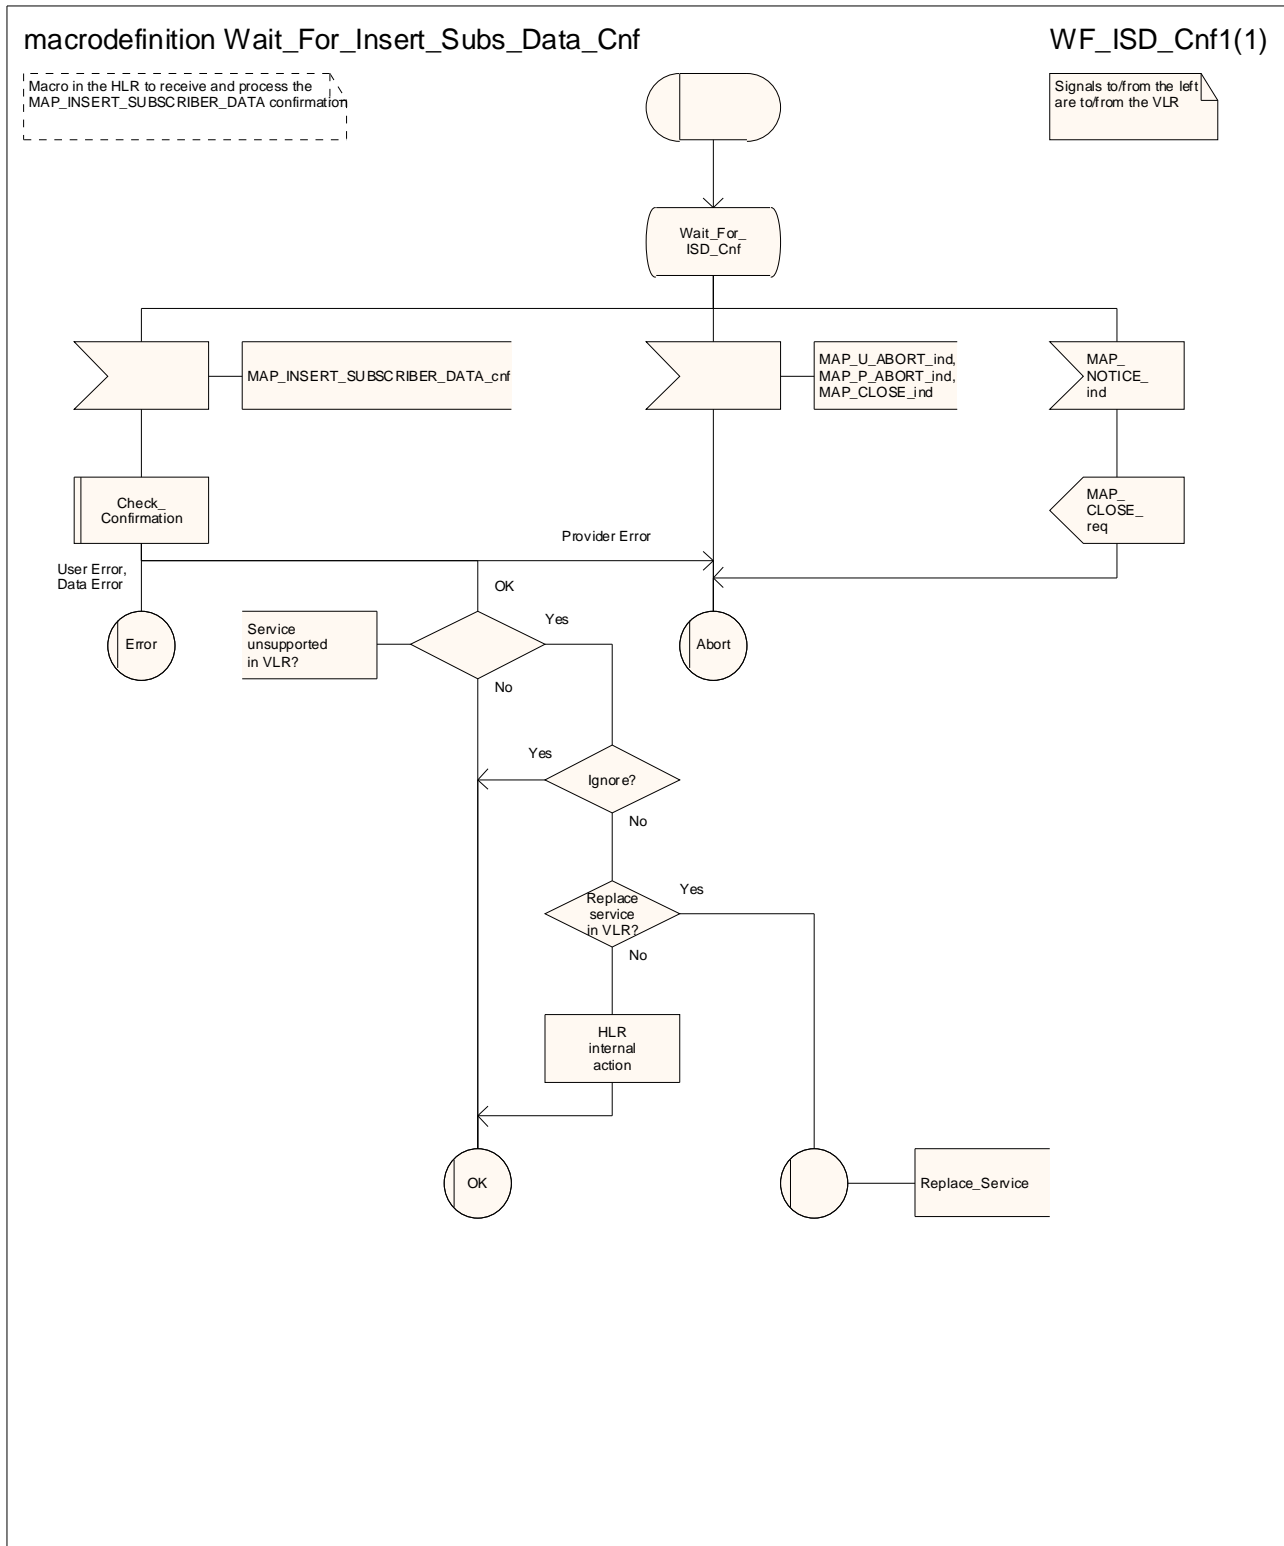 macrodefinition Wait_For_Insert_Subs_Data_Cnf
WF_ISD_Cnf1(1)
Macro in the HLR to receive and process the
MAP_INSERT_SUBSCRIBER_DATA confirmation
Signals to/from the left
are to/from the VLR
Wait_For_
ISD_Cnf
MAP_INSERT_SUBSCRIBER_DATA_cnf
MAP_U_ABORT_ind,
MAP_P_ABORT_ind,
MAP_CLOSE_ind
MAP_
NOTICE_
ind
Check_
Confirmation
MAP_
CLOSE_
req
Provider Error
User Error,
Data Error
OK
Error
Service
unsupported
in VLR?
Yes
Abort
No
Yes
Ignore?
No
Replace
service
in VLR?
Yes
No
HLR
internal
action
OK
Replace_Service